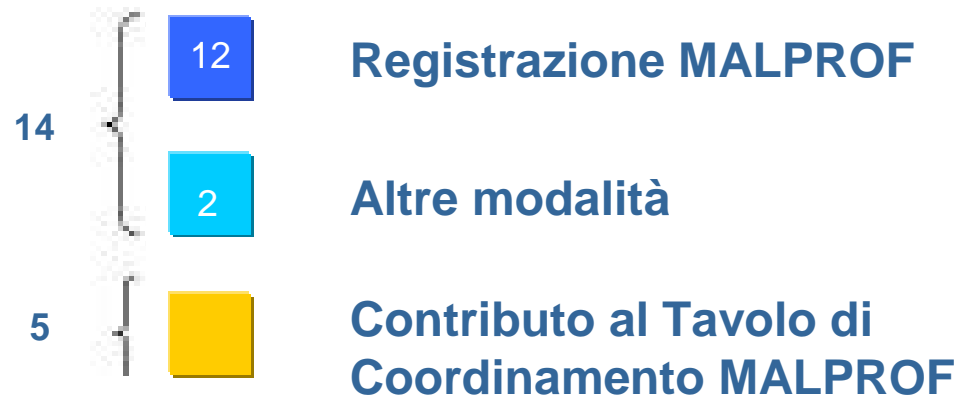 12 Registrazione MALPROF
14
2 Altre modalità
5
Contributo al Tavolo di
Coordinamento MALPROF